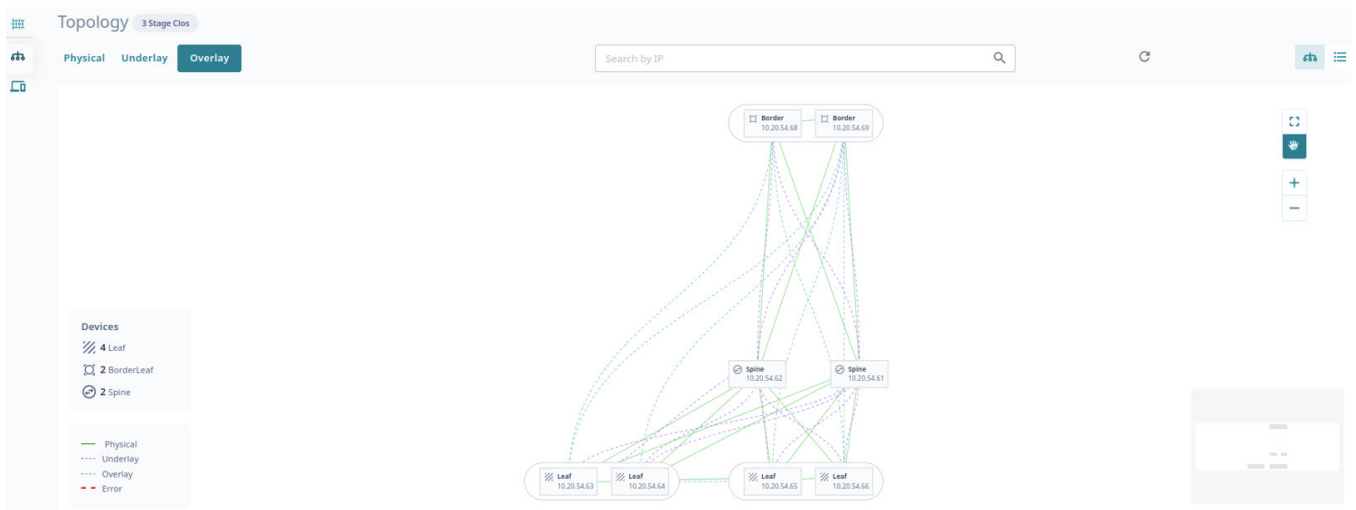 Topology 3 Stage Clos
Physical Underlay Overlay
Search by IP
Border
10.20.54.68
Border
10.20.54.69
Spine
10.20.54.62
Spine
10.20.54.61
Devices
4 Leaf
2 BorderLeaf
2 Spine
Physical
Underlay
Overlay
Error
Leaf
10.20.54.63
Leaf
10.20.54.64
Leaf
10.20.54.65
Leaf
10.20.54.66